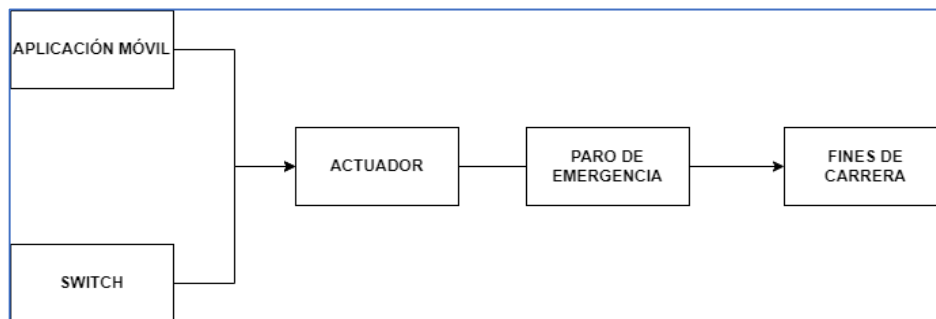 APLICACIÓN MÓVIL
ACTUADOR
PARO DE
EMERGENCIA
FINES DE
CARRERA
SWITCH